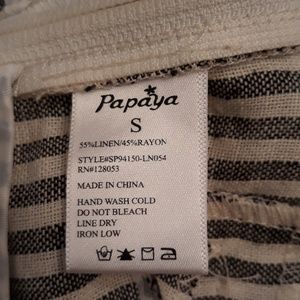 Papaya
S
55%LINEN/45%RAYON
STYLE#SP94150-LN054
RN#128053
MADE IN CHINA
HAND WASH COLD
DO NOT BLEACH
LINE DRY
IRON LOW